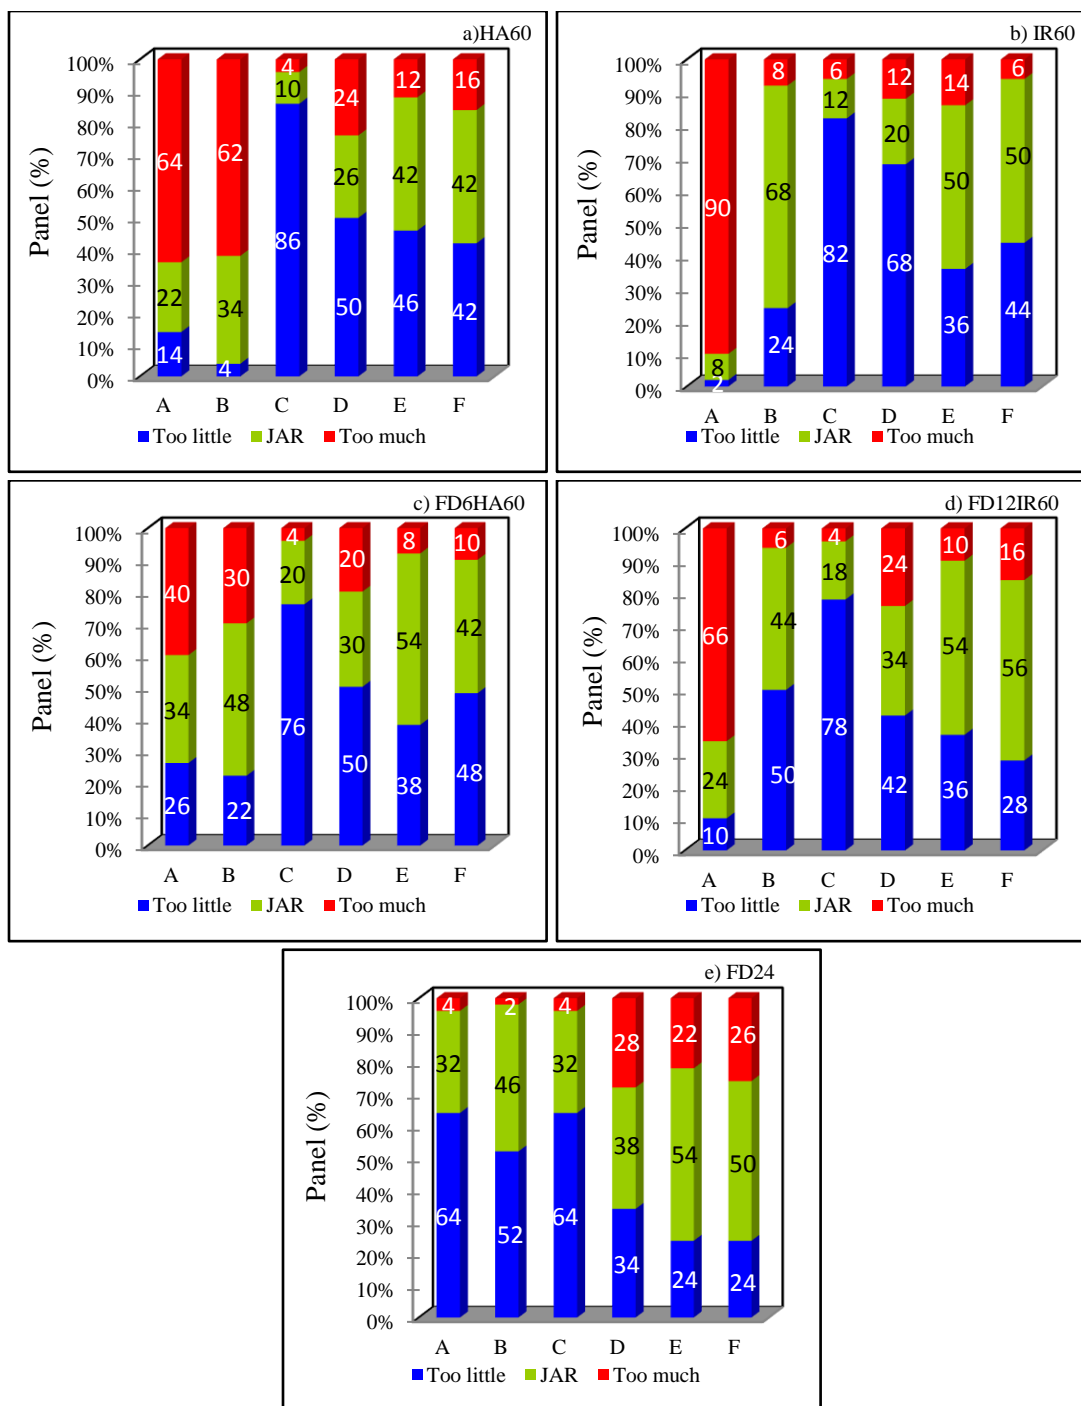 a)HA60
Panel (%)
100%
90%
80%
70%
60%
50%
40%
30%
20%
10%
0%
64 62 4 24 12 16
22 34 10 26 42 42
14 4 86 50 46 42
A B C D E F
Too little JAR Too much
b) IR60
Panel (%)
100%
90%
80%
70%
60%
50%
40%
30%
20%
10%
0%
90 8 6 12 14 6
8 68 12 20 50 50
2 24 82 68 36 44
A B C D E F
Too little JAR Too much
c) FD6HA60
Panel (%)
100%
90%
80%
70%
60%
50%
40%
30%
20%
10%
0%
40 30 4 20 8 10
34 48 20 30 54 42
26 22 76 50 38 48
A B C D E F
Too little JAR Too much
d) FD12IR60
Panel (%)
100%
90%
80%
70%
60%
50%
40%
30%
20%
10%
0%
66 6 4 24 10 16
24 44 18 34 54 56
10 50 78 42 36 28
A B C D E F
Too little JAR Too much
e) FD24
Panel (%)
100%
90%
80%
70%
60%
50%
40%
30%
20%
10%
0%
4 2 4 28 22 26
32 46 32 38 54 50
64 52 64 34 24 24
A B C D E F
Too little JAR Too much